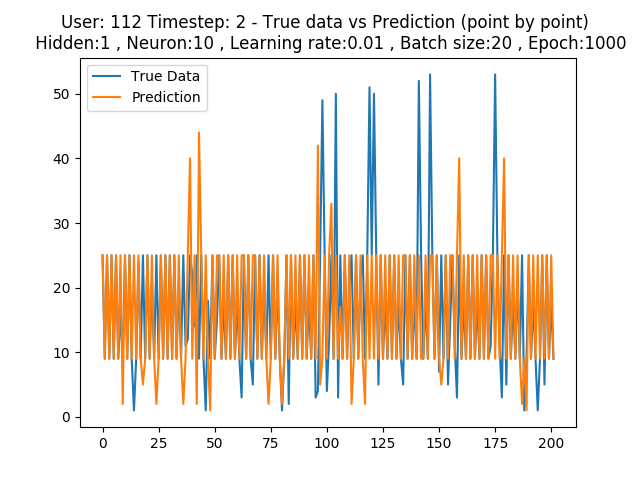 User: 112 Timestep: 2 - True data vs Prediction (point by point)
Hidden:1 , Neuron:10 , Learning rate:0.01 , Batch size:20 , Epoch:1000
True Data
Prediction
50
40
30
20
10
0
0 25 50 75 100 125 150 175 200